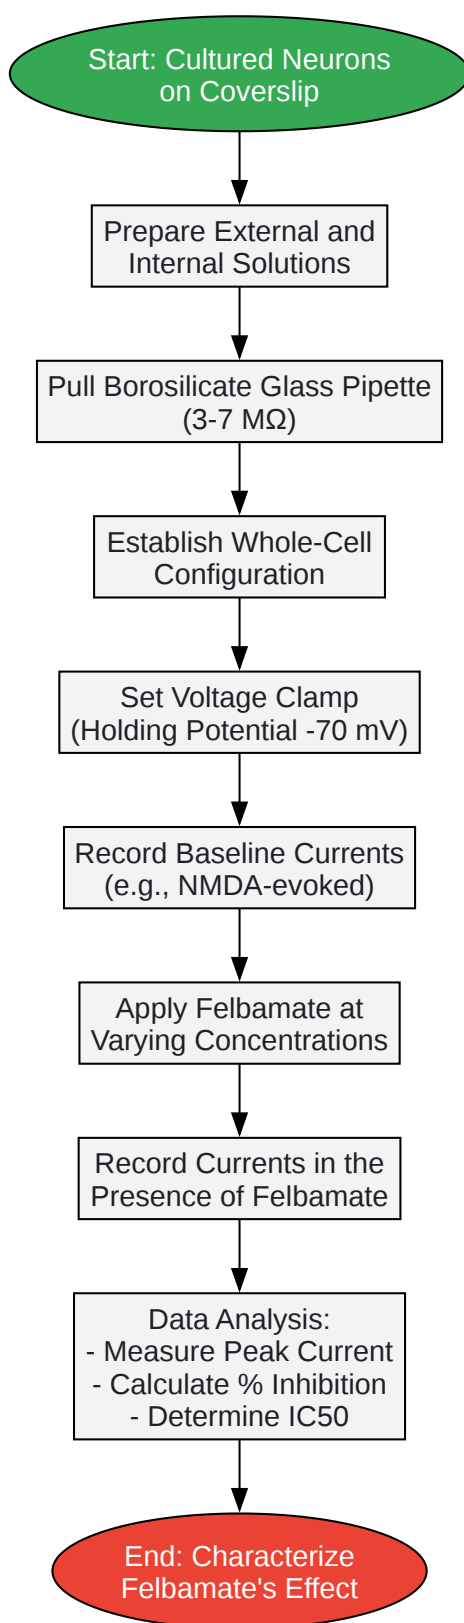 Start: Cultured Neurons
on Coverslip
Prepare External and
Internal Solutions
Pull Borosilicate Glass Pipette
(3-7 MΩ)
Establish Whole-Cell
Configuration
Set Voltage Clamp
(Holding Potential -70 mV)
Record Baseline Currents
(e.g., NMDA-evoked)
Apply Felbamate at
Varying Concentrations
Record Currents in the
Presence of Felbamate
Data Analysis:
- Measure Peak Current
- Calculate % Inhibition
- Determine IC50
End: Characterize
Felbamate's Effect